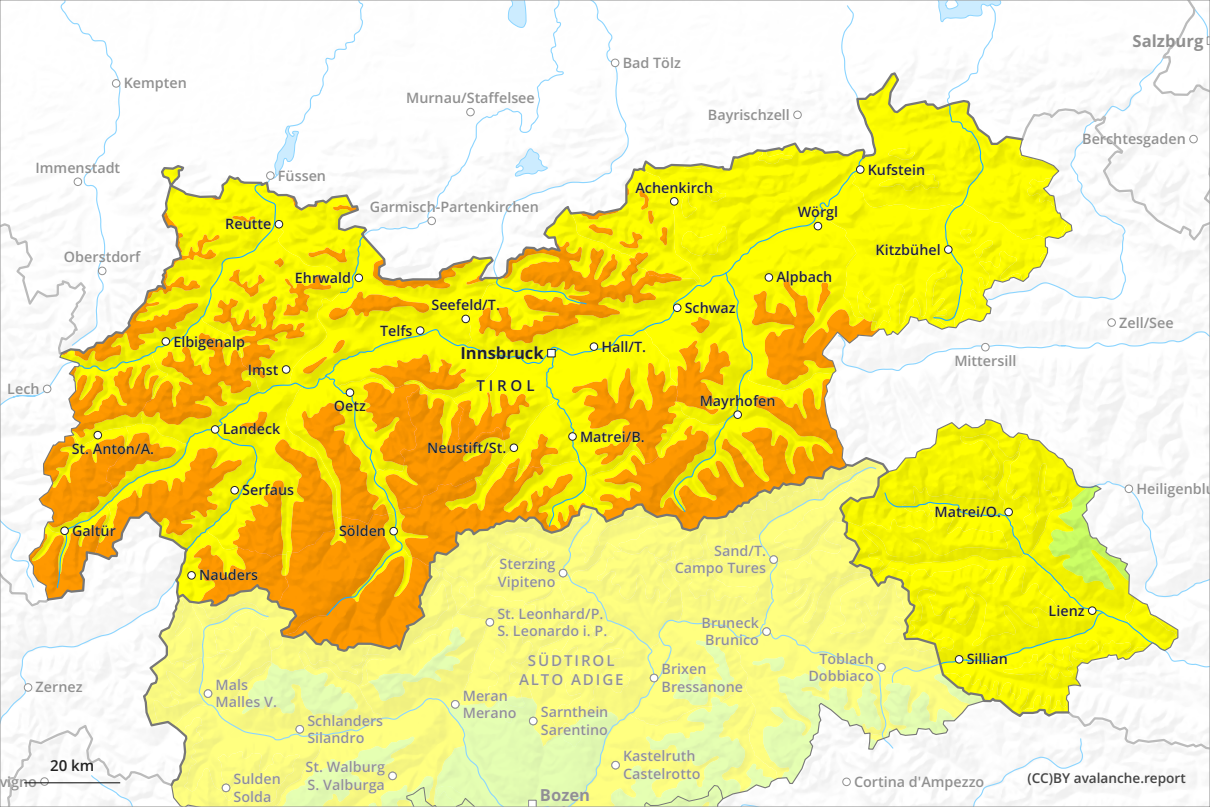 Salzburg
Bad Tölz
Kempten
Murnau/Staffelsee
Bayrischzell
Berchtesgaden
Immenstadt
Füssen
Kufstein
Achenkirch
Garmisch-Partenkirchen
Wörgl
Reutte
Oberstdorf
Kitzbühel
Ehrwald
Alpbach
Seefeld/T.
Schwaz
Telfs
Zell/See
Elbigenalp
Innsbruck
Hall/T.
Mittersill
Imst
TIROL
Lech
Oetz
Mayrhofen
Landeck
Matrei/B.
St. Anton/A.
Neustift/St.
Serfaus
Heiligenblu
Matrei/O.
Galtür
Sölden
Sand/T.
Campo Tures
Sterzing
Vipiteno
Nauders
St. Leonhard/P.
S. Leonardo i. P.
Lienz
Bruneck
Brunico
SÜDTIROL
ALTO ADIGE
Toblach
Dobbiaco
Sillian
Brixen
Bressanone
Zernez
Mals
Malles V.
Meran
Merano
Sarnthein
Sarentino
Schlanders
Silandro
Kastelruth
Castelrotto
20 km
St. Walburg
S. Valburga
vigno
Sulden
Solda
Cortina d'Ampezzo
(CC)BY avalanche.report
Bozen